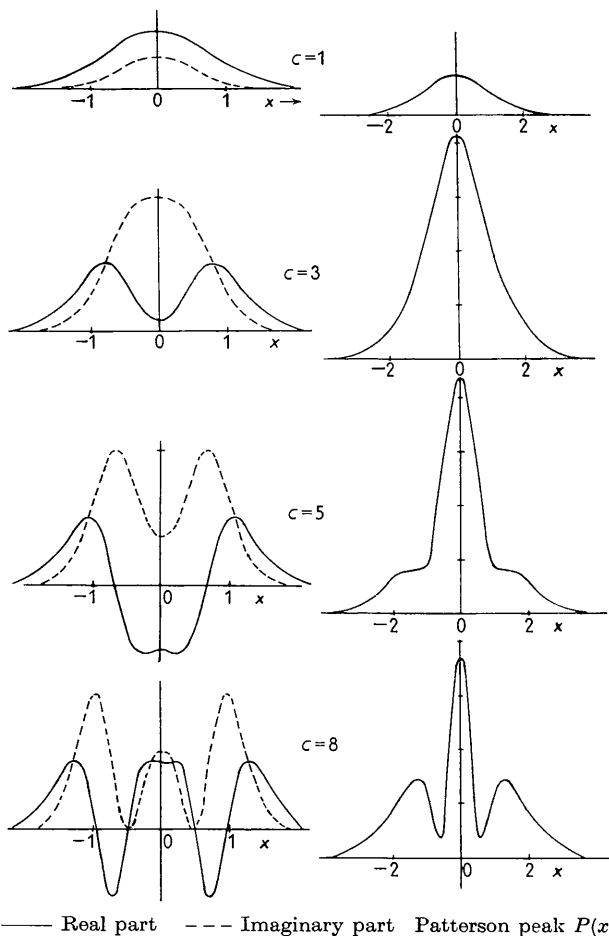 c=1
−1 0 1 x →
−2 0 2 x
c=3
−1 0 1 x
−2 0 2 x
c=5
−1 0 1 x
−2 0 2 x
c=8
−1 0 1 x
−2 0 2 x
—— Real part --- Imaginary part Patterson peak P(x